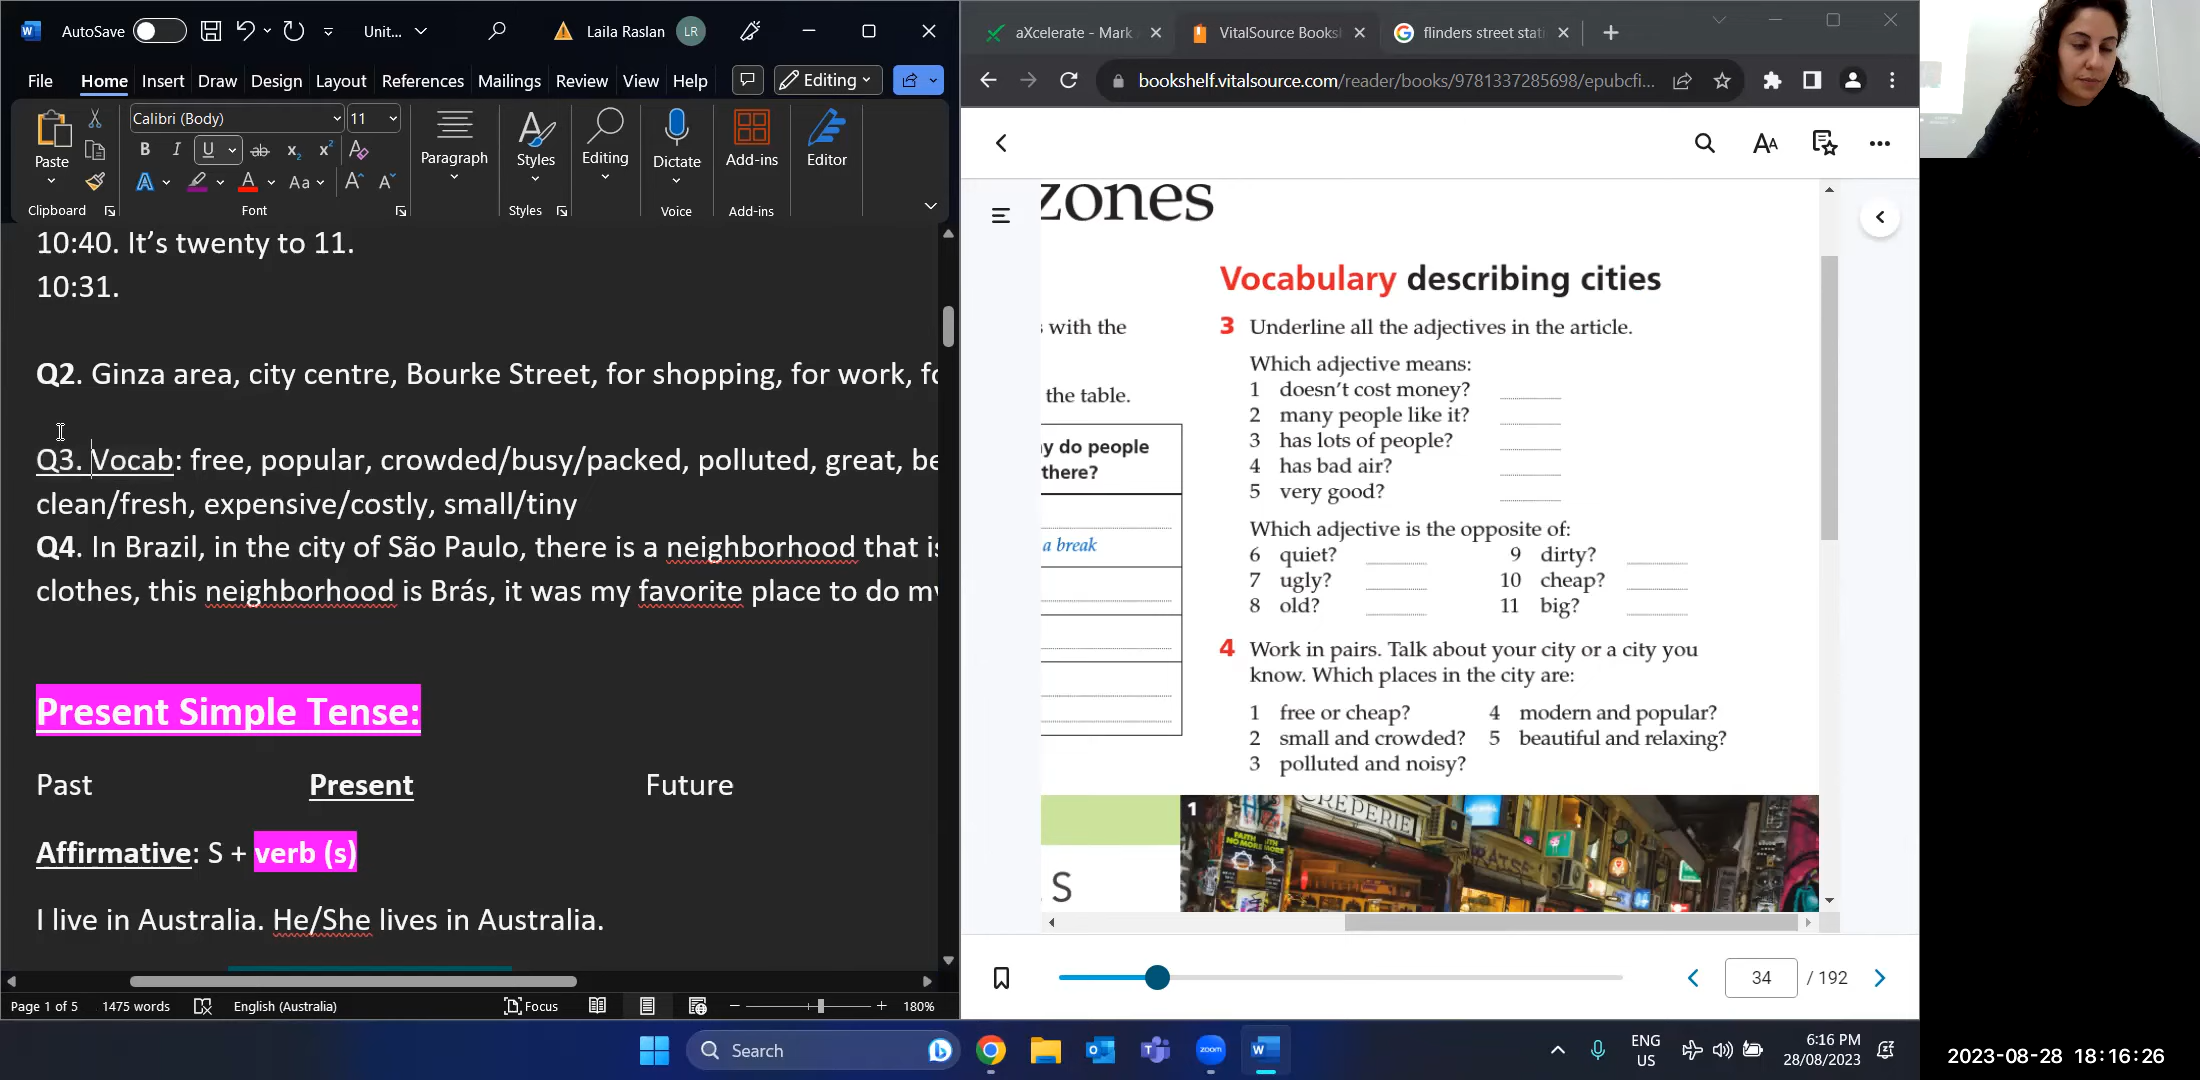 AutoSave
Unit...
Laila Raslan
LR
File Home Insert Draw Design Layout References Mailings Review View Help
Editing
Calibri (Body) 11
Paste
Paragraph Styles Editing Dictate Add-ins Editor
Clipboard Font Styles Voice Add-ins
10:40. It’s twenty to 11.
10:31.
Q2. Ginza area, city centre, Bourke Street, for shopping, for work, fo
Q3. Vocab: free, popular, crowded/busy/packed, polluted, great, be
clean/fresh, expensive/costly, small/tiny
Q4. In Brazil, in the city of São Paulo, there is a neighborhood that is
clothes, this neighborhood is Brás, it was my favorite place to do my
Present Simple Tense:
Past Present Future
Affirmative: S + verb (s)
I live in Australia. He/She lives in Australia.
Page 1 of 5 1475 words English (Australia) Focus 180%
aXcelerate - Mark
VitalSource Books
flinders street stati
bookshelf.vitalsource.com/reader/books/9781337285698/epubcfi...
zones
Vocabulary describing cities
s with the
the table.
y do people
there?
a break
3 Underline all the adjectives in the article.
Which adjective means:
1 doesn’t cost money?
2 many people like it?
3 has lots of people?
4 has bad air?
5 very good?
Which adjective is the opposite of:
6 quiet? 9 dirty?
7 ugly? 10 cheap?
8 old? 11 big?
4 Work in pairs. Talk about your city or a city you
know. Which places in the city are:
1 free or cheap? 4 modern and popular?
2 small and crowded? 5 beautiful and relaxing?
3 polluted and noisy?
1
CREPERIE
S
34 / 192
Search
zoom
ENG
US
6:16 PM
28/08/2023
2023-08-28 18:16:26